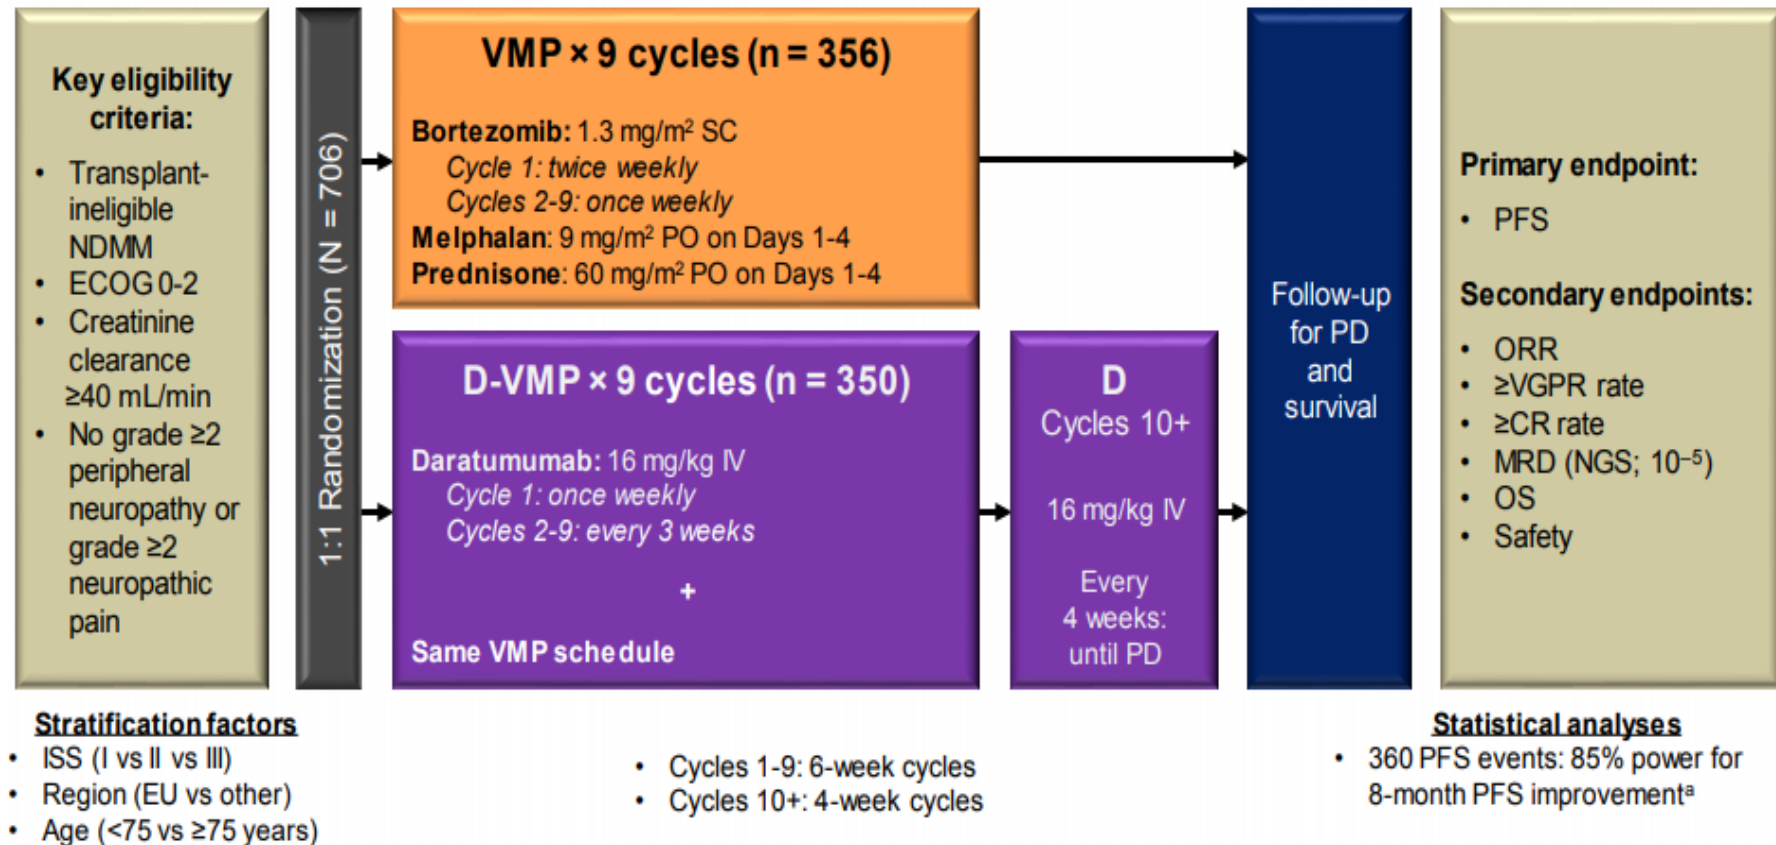 Key eligibility
criteria:
• Transplant-
ineligible
NDMM
• ECOG 0-2
• Creatinine
clearance
≥40 mL/min
• No grade ≥2
peripheral
neuropathy or
grade ≥2
neuropathic
pain
1:1 Randomization (N = 706)
VMP × 9 cycles (n = 356)
Bortezomib: 1.3 mg/m² SC
Cycle 1: twice weekly
Cycles 2-9: once weekly
Melphalan: 9 mg/m² PO on Days 1-4
Prednisone: 60 mg/m² PO on Days 1-4
D-VMP × 9 cycles (n = 350)
Daratumumab: 16 mg/kg IV
Cycle 1: once weekly
Cycles 2-9: every 3 weeks
+
Same VMP schedule
D
Cycles 10+
16 mg/kg IV
Every
4 weeks:
until PD
Follow-up
for PD
and
survival
Primary endpoint:
• PFS
Secondary endpoints:
• ORR
• ≥VGPR rate
• ≥CR rate
• MRD (NGS; 10⁻⁵)
• OS
• Safety
Stratification factors
• ISS (I vs II vs III)
• Region (EU vs other)
• Age (<75 vs ≥75 years)
• Cycles 1-9: 6-week cycles
• Cycles 10+: 4-week cycles
Statistical analyses
• 360 PFS events: 85% power for
8-month PFS improvementᵃ